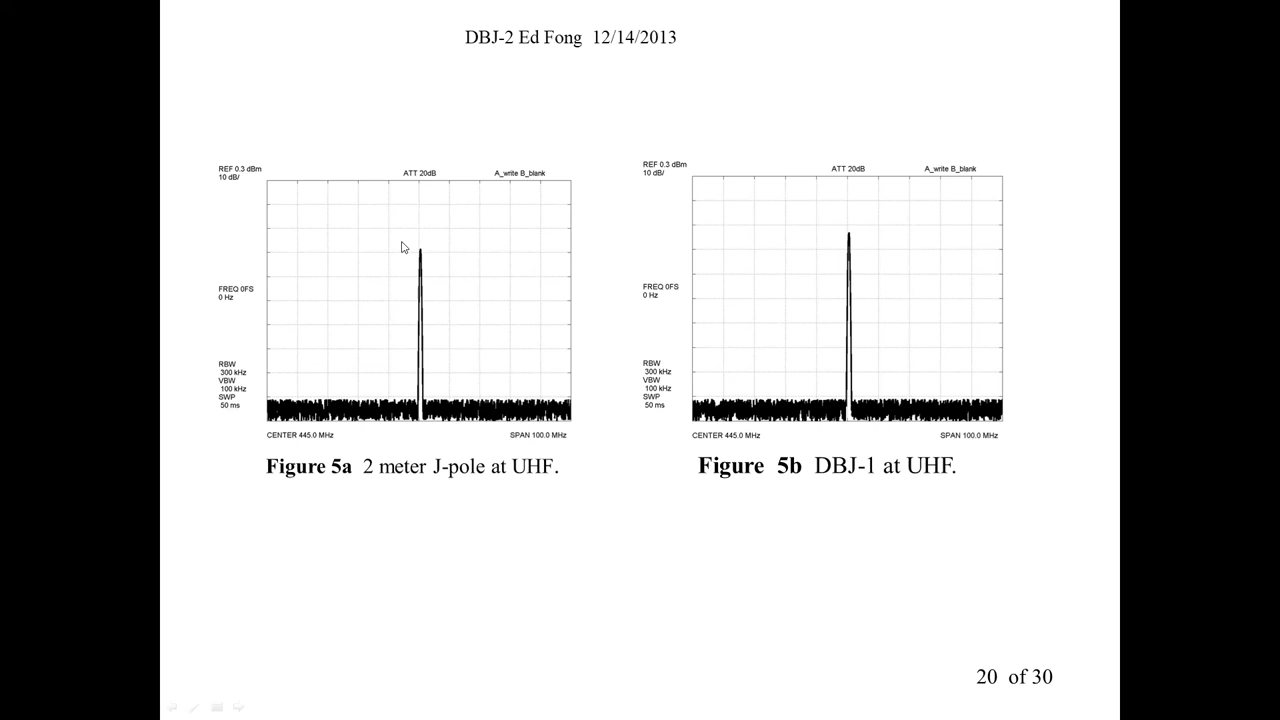 DBJ-2 Ed Fong 12/14/2013
REF 0.3 dBm
10 dB/
ATT 20dB
A_write B_blank
FREQ 0FS
0 Hz
RBW
300 kHz
VBW
100 kHz
SWP
50 ms
CENTER 445.0 MHz
SPAN 100.0 MHz
Figure 5a 2 meter J-pole at UHF.
REF 0.3 dBm
10 dB/
ATT 20dB
A_write B_blank
FREQ 0FS
0 Hz
RBW
300 kHz
VBW
100 kHz
SWP
50 ms
CENTER 445.0 MHz
SPAN 100.0 MHz
Figure 5b DBJ-1 at UHF.
20 of 30